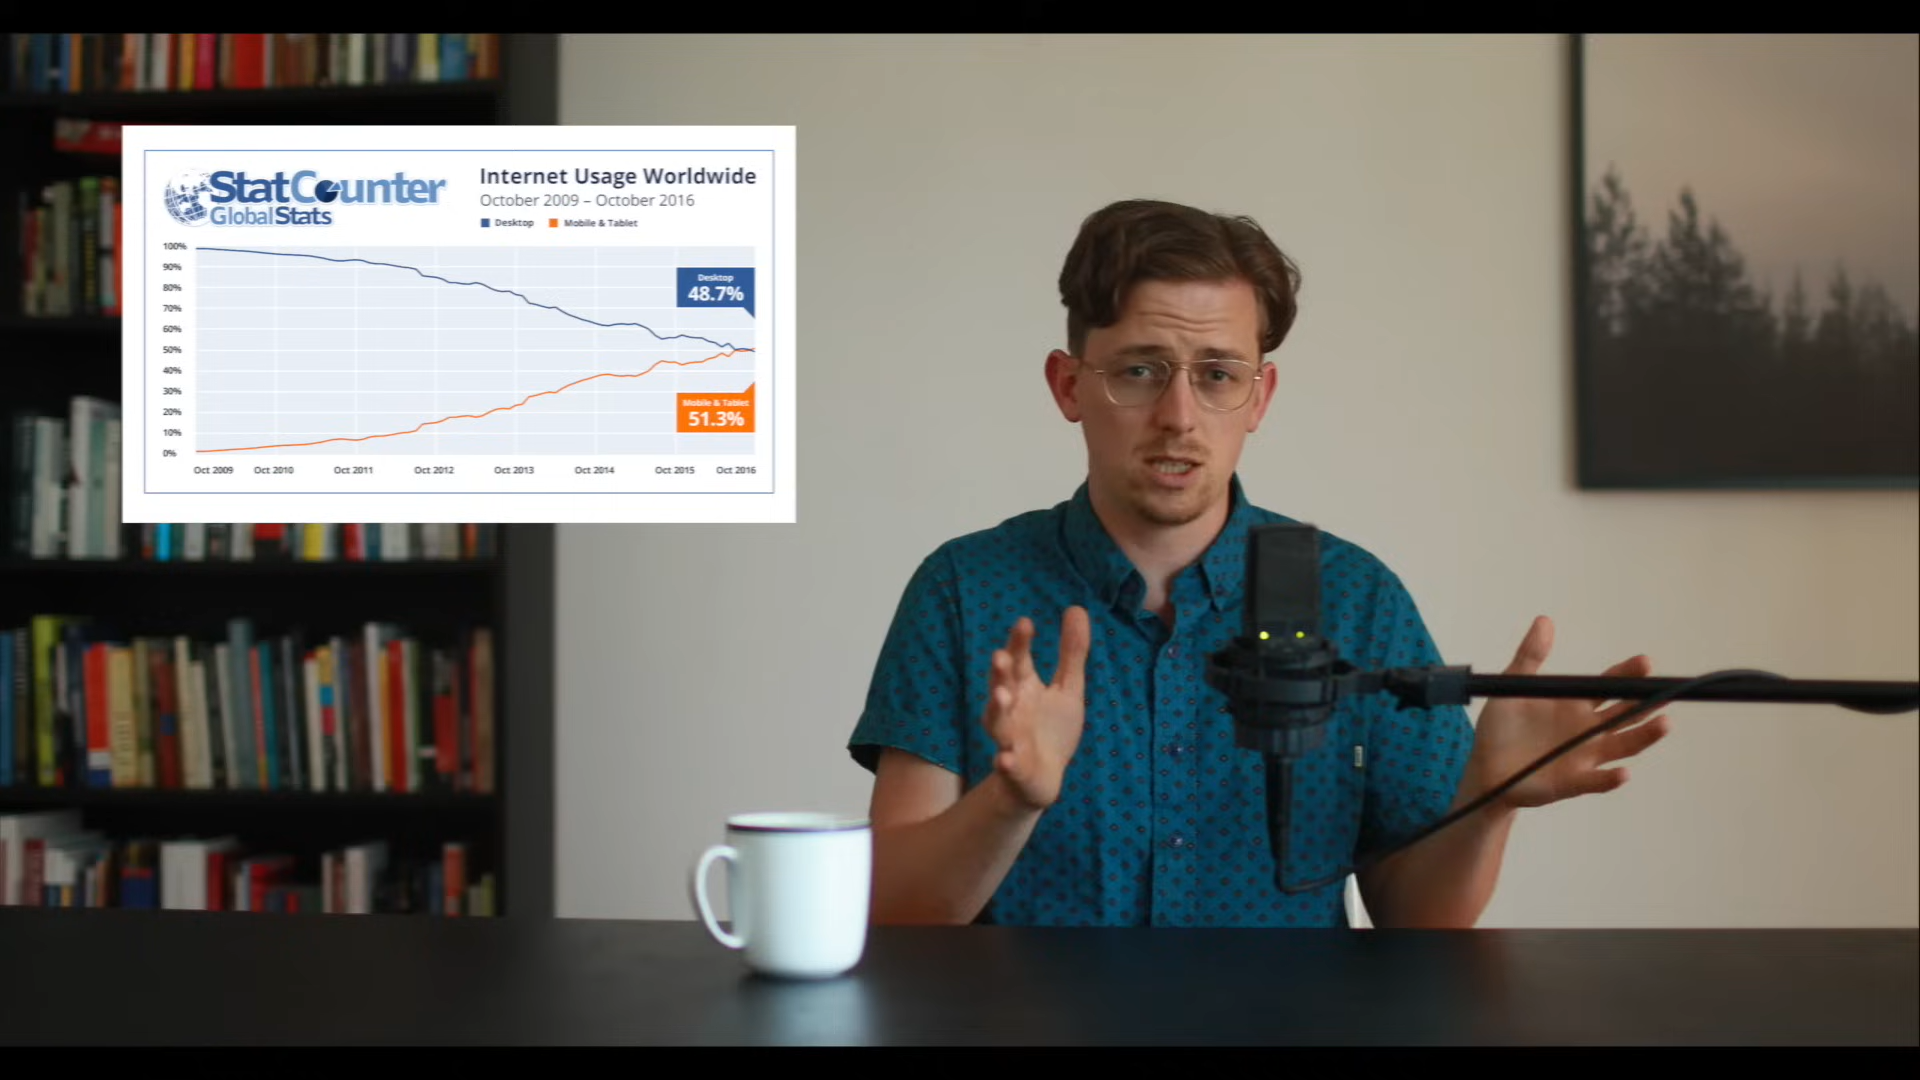 StatCounter
GlobalStats
Internet Usage Worldwide
October 2009 – October 2016
Desktop Mobile & Tablet
100%
90%
80%
70%
60%
50%
40%
30%
20%
10%
0%
Desktop
48.7%
Mobile & Tablet
51.3%
Oct 2009 Oct 2010 Oct 2011 Oct 2012 Oct 2013 Oct 2014 Oct 2015 Oct 2016